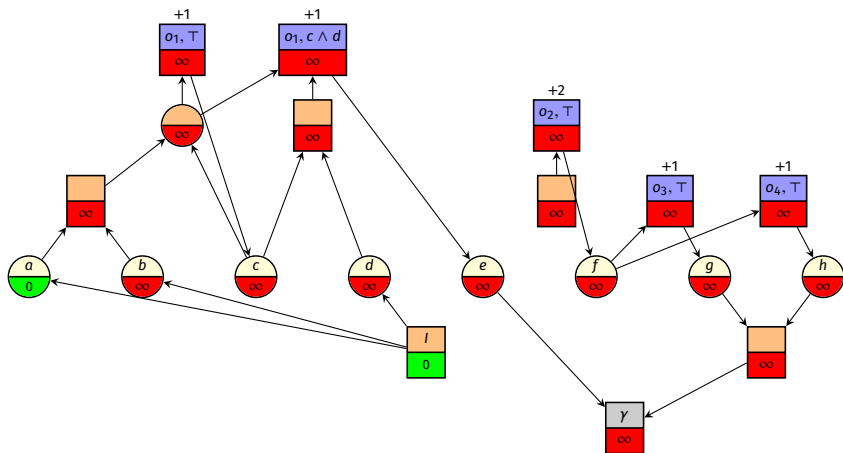 +1 +1
o₁, ⊤ o₁, c ∧ d
∞ ∞
+2
o₂, ⊤
∞ ∞ ∞
+1 +1
o₃, ⊤ o₄, ⊤
∞ ∞ ∞ ∞
a b c d e f g h
0 ∞ ∞ ∞ ∞ ∞ ∞ ∞
I
0 ∞
γ
∞